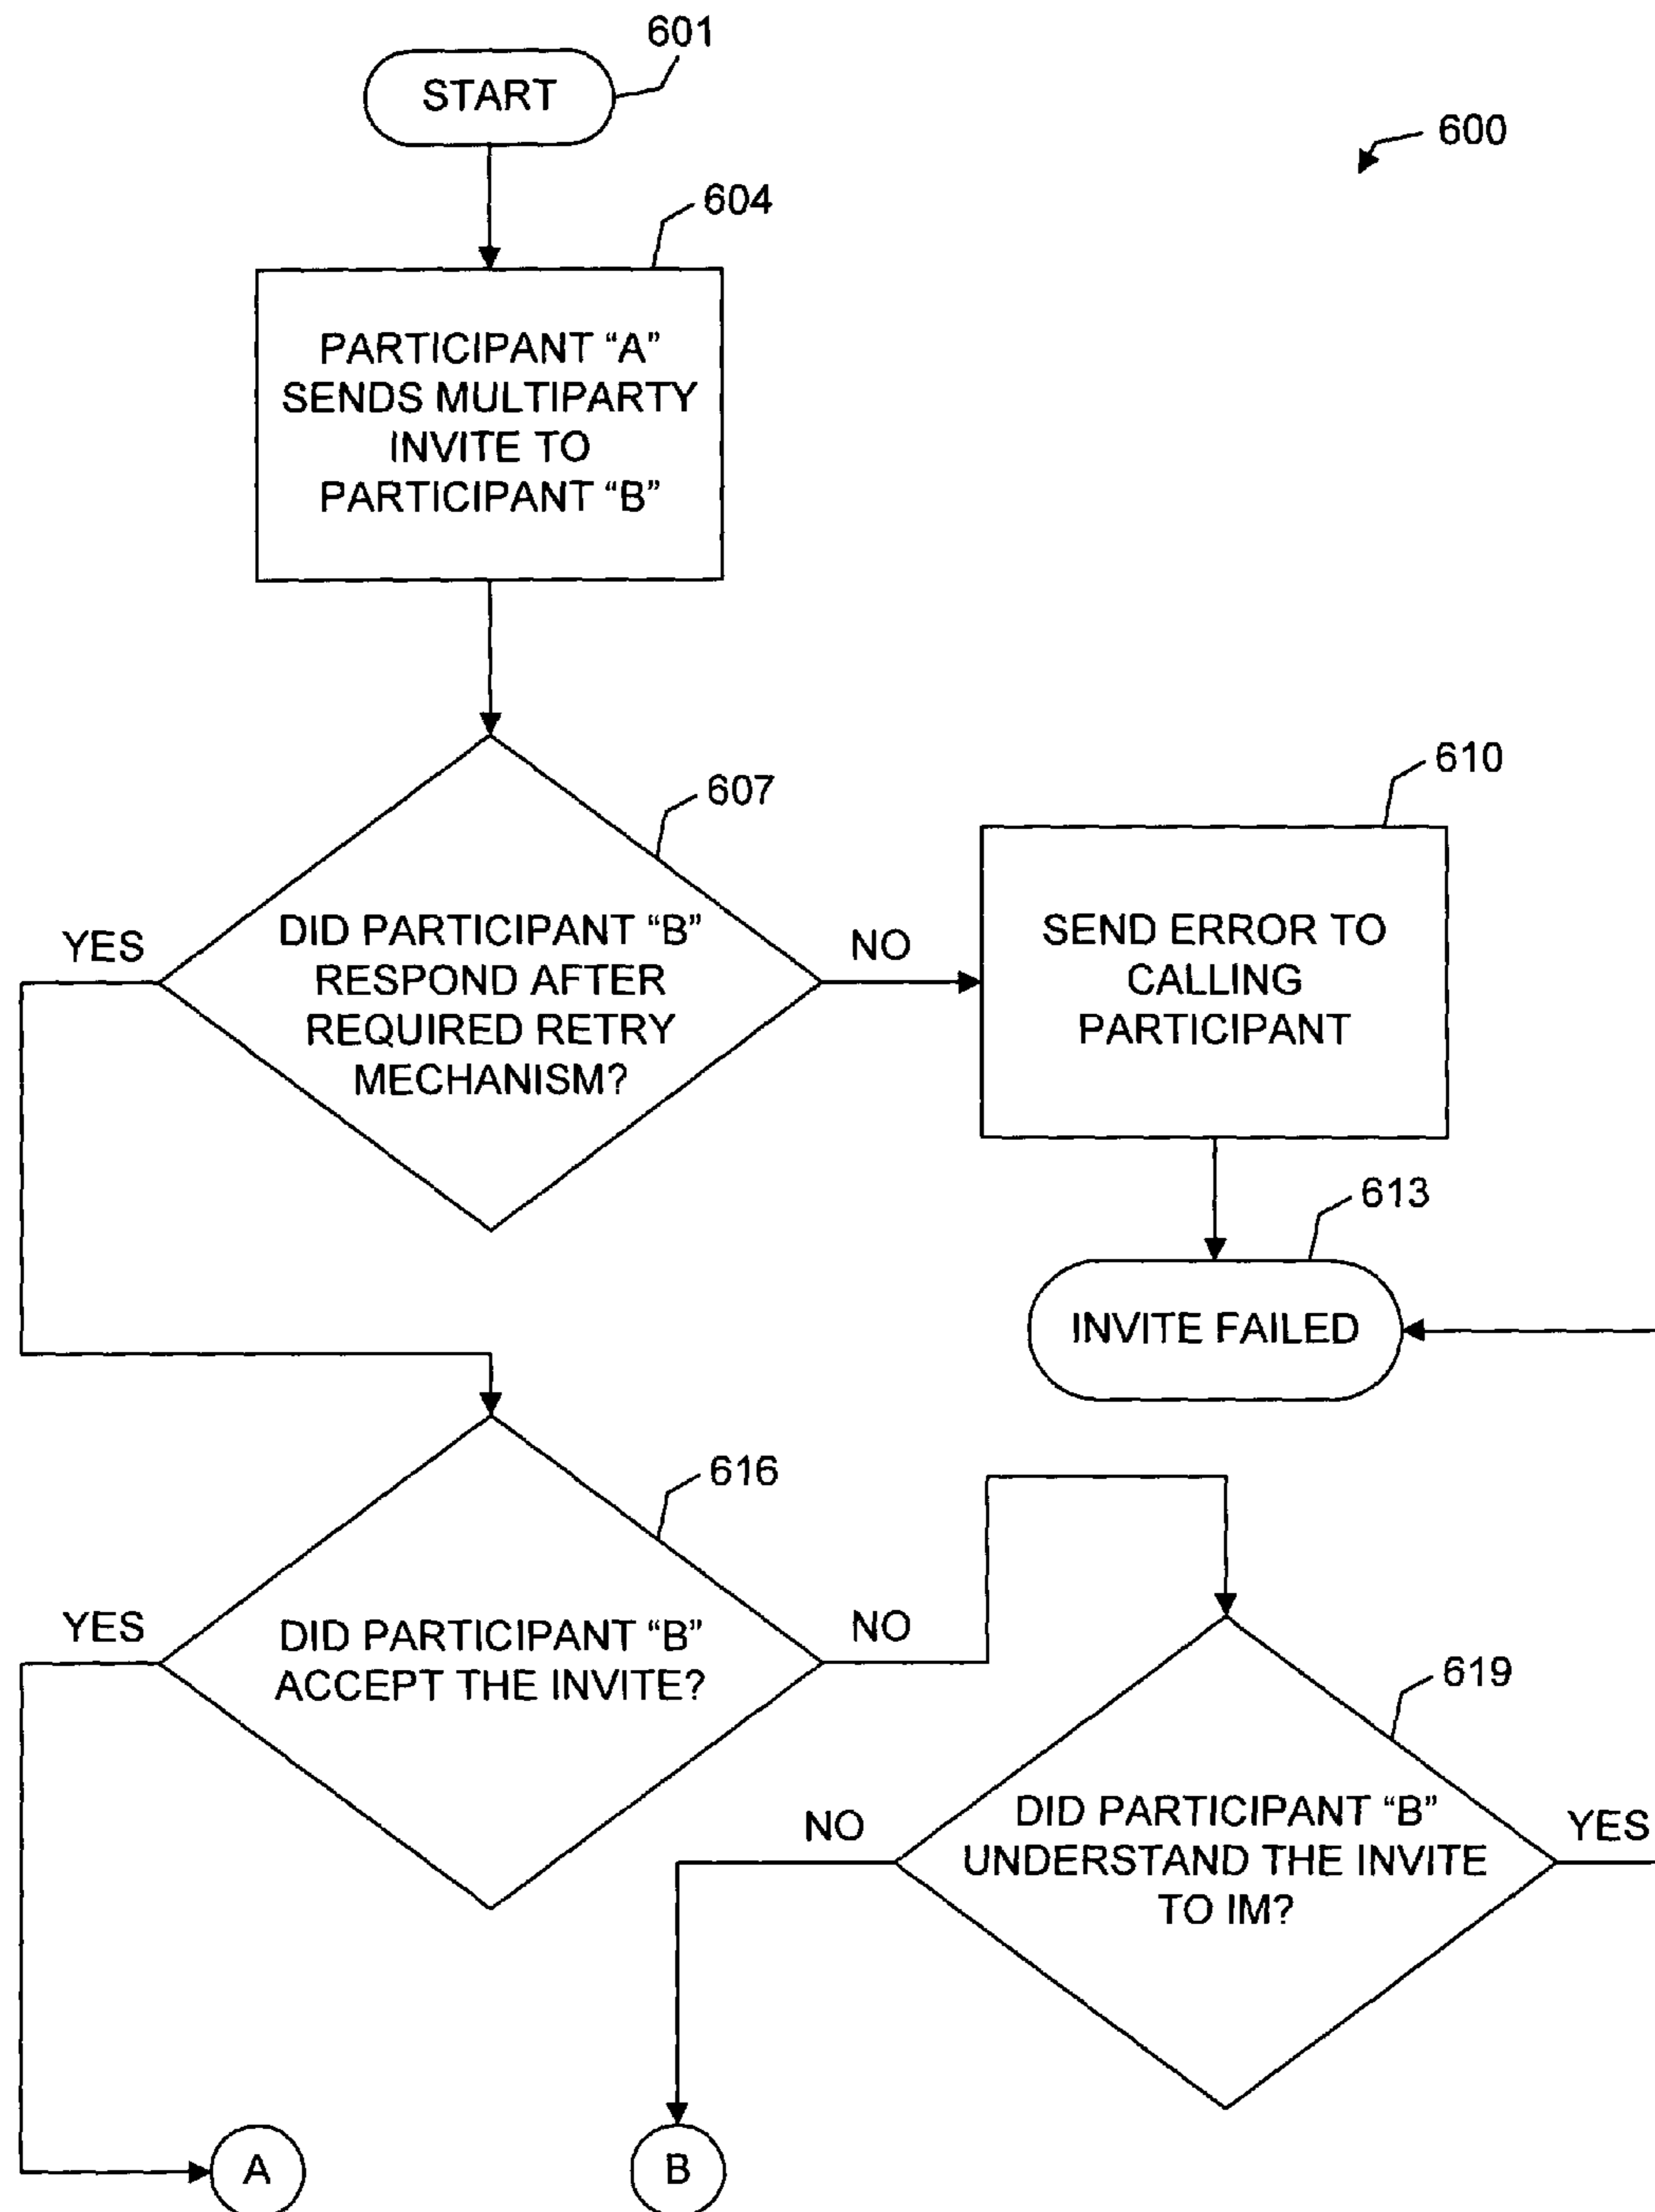 601
START
600
604
PARTICIPANT “A”
SENDS MULTIPARTY
INVITE TO
PARTICIPANT “B”
607
610
YES
DID PARTICIPANT “B”
RESPOND AFTER
REQUIRED RETRY
MECHANISM?
NO
SEND ERROR TO
CALLING
PARTICIPANT
613
INVITE FAILED
616
YES
DID PARTICIPANT “B”
ACCEPT THE INVITE?
NO
619
NO
DID PARTICIPANT “B”
UNDERSTAND THE INVITE
TO IM?
YES
A
B